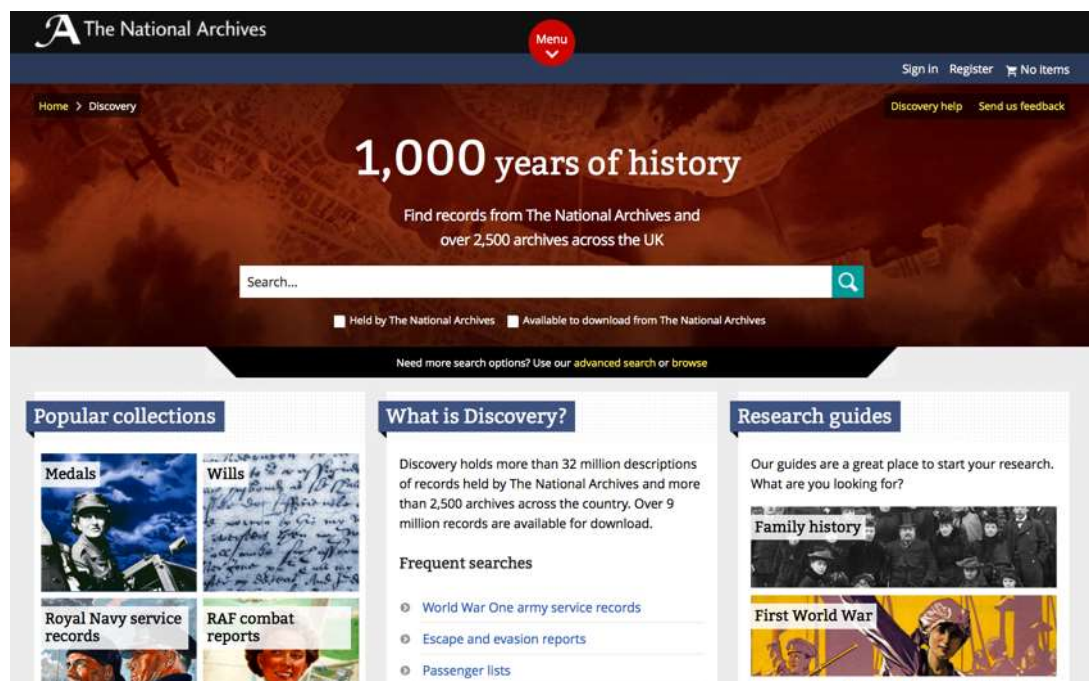 The National Archives
Menu
Sign in Register No items
Home > Discovery
Discovery help Send us feedback
1,000 years of history
Find records from The National Archives and
over 2,500 archives across the UK
Search...
Held by The National Archives
Available to download from The National Archives
Need more search options? Use our advanced search or browse
Popular collections
Medals
Wills
Royal Navy service
records
RAF combat
reports
What is Discovery?
Discovery holds more than 32 million descriptions
of records held by The National Archives and more
than 2,500 archives across the country. Over 9
million records are available for download.
Frequent searches
World War One army service records
Escape and evasion reports
Passenger lists
Research guides
Our guides are a great place to start your research.
What are you looking for?
Family history
First World War